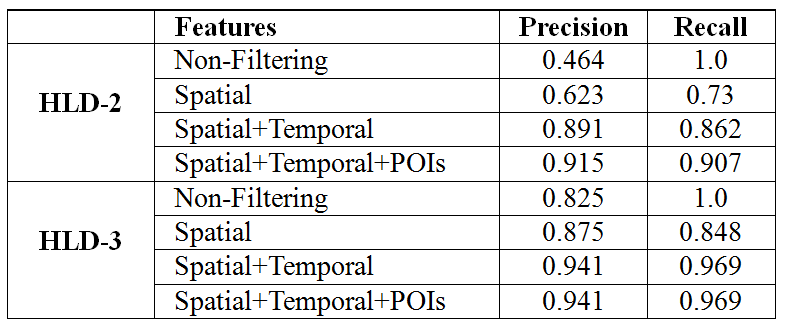 Features Precision Recall
HLD-2
Non-Filtering 0.464 1.0
Spatial 0.623 0.73
Spatial+Temporal 0.891 0.862
Spatial+Temporal+POIs 0.915 0.907
HLD-3
Non-Filtering 0.825 1.0
Spatial 0.875 0.848
Spatial+Temporal 0.941 0.969
Spatial+Temporal+POIs 0.941 0.969